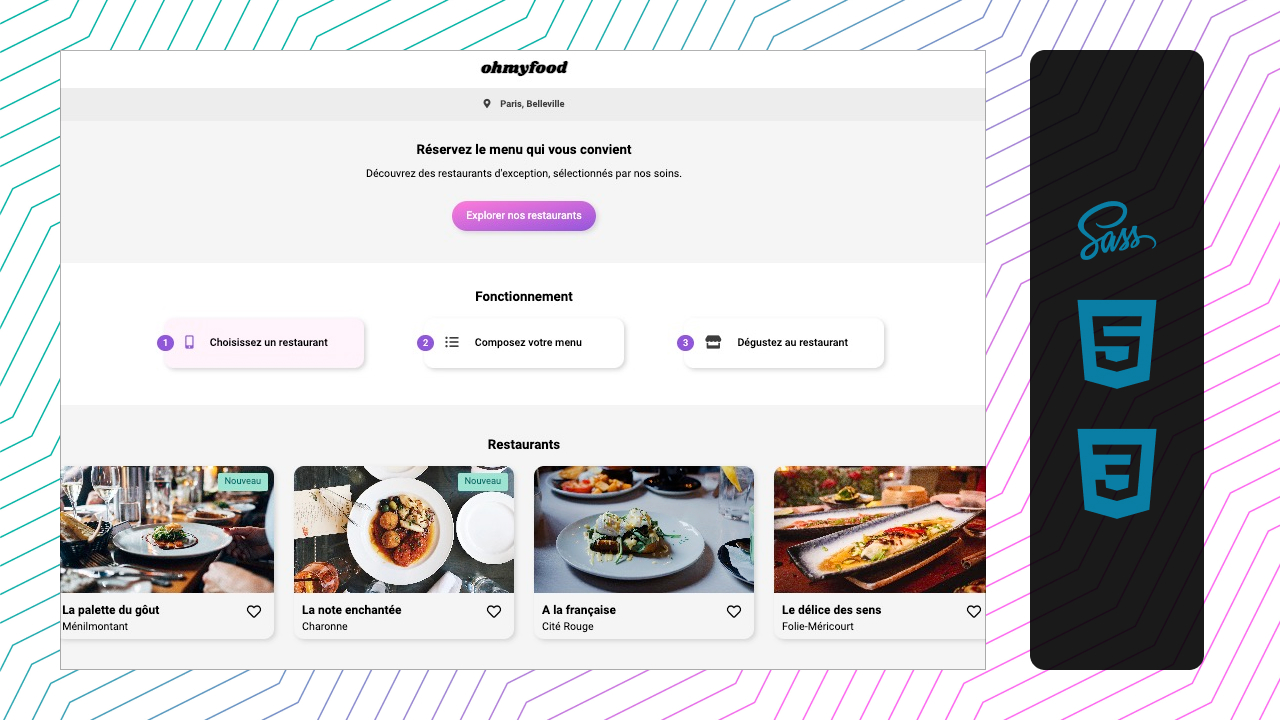 ohmyfood
Paris, Belleville
Réservez le menu qui vous convient
Découvrez des restaurants d'exception, sélectionnés par nos soins.
Explorer nos restaurants
Fonctionnement
1 Choisissez un restaurant
2 Composez votre menu
3 Dégustez au restaurant
Restaurants
Nouveau
Nouveau
La palette du gôut
Ménilmontant
La note enchantée
Charonne
A la française
Cité Rouge
Le délice des sens
Folie-Méricourt
Sass
5
3